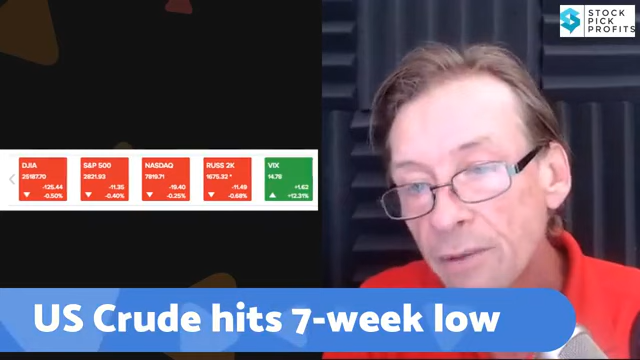 STOCK
PICK
PROFITS
DJIA
25187.70
-125.44
-0.50%
S&P 500
2821.93
-11.35
-0.40%
NASDAQ
7819.71
-19.40
-0.25%
RUSS 2K
1675.32 *
-11.49
-0.68%
VIX
14.78
+1.62
+12.31%
US Crude hits 7-week low